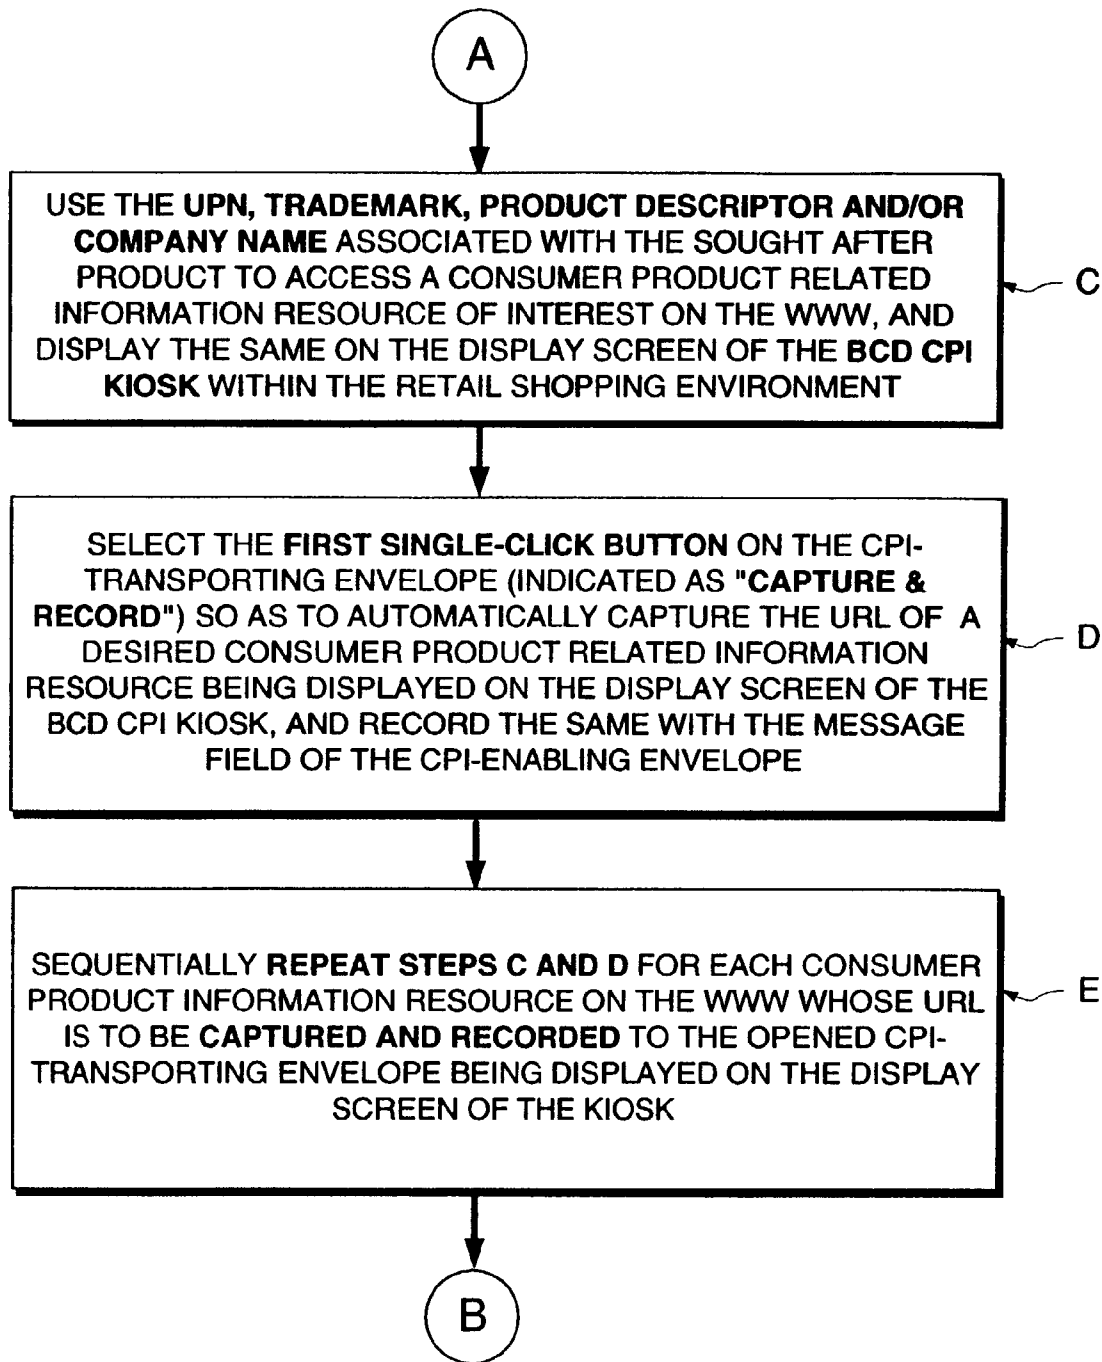 A
USE THE UPN, TRADEMARK, PRODUCT DESCRIPTOR AND/OR
COMPANY NAME ASSOCIATED WITH THE SOUGHT AFTER
PRODUCT TO ACCESS A CONSUMER PRODUCT RELATED
INFORMATION RESOURCE OF INTEREST ON THE WWW, AND
DISPLAY THE SAME ON THE DISPLAY SCREEN OF THE BCD CPI
KIOSK WITHIN THE RETAIL SHOPPING ENVIRONMENT
C
SELECT THE FIRST SINGLE-CLICK BUTTON ON THE CPI-
TRANSPORTING ENVELOPE (INDICATED AS "CAPTURE &
RECORD") SO AS TO AUTOMATICALLY CAPTURE THE URL OF A
DESIRED CONSUMER PRODUCT RELATED INFORMATION
RESOURCE BEING DISPLAYED ON THE DISPLAY SCREEN OF THE
BCD CPI KIOSK, AND RECORD THE SAME WITH THE MESSAGE
FIELD OF THE CPI-ENABLING ENVELOPE
D
SEQUENTIALLY REPEAT STEPS C AND D FOR EACH CONSUMER
PRODUCT INFORMATION RESOURCE ON THE WWW WHOSE URL
IS TO BE CAPTURED AND RECORDED TO THE OPENED CPI-
TRANSPORTING ENVELOPE BEING DISPLAYED ON THE DISPLAY
SCREEN OF THE KIOSK
E
B